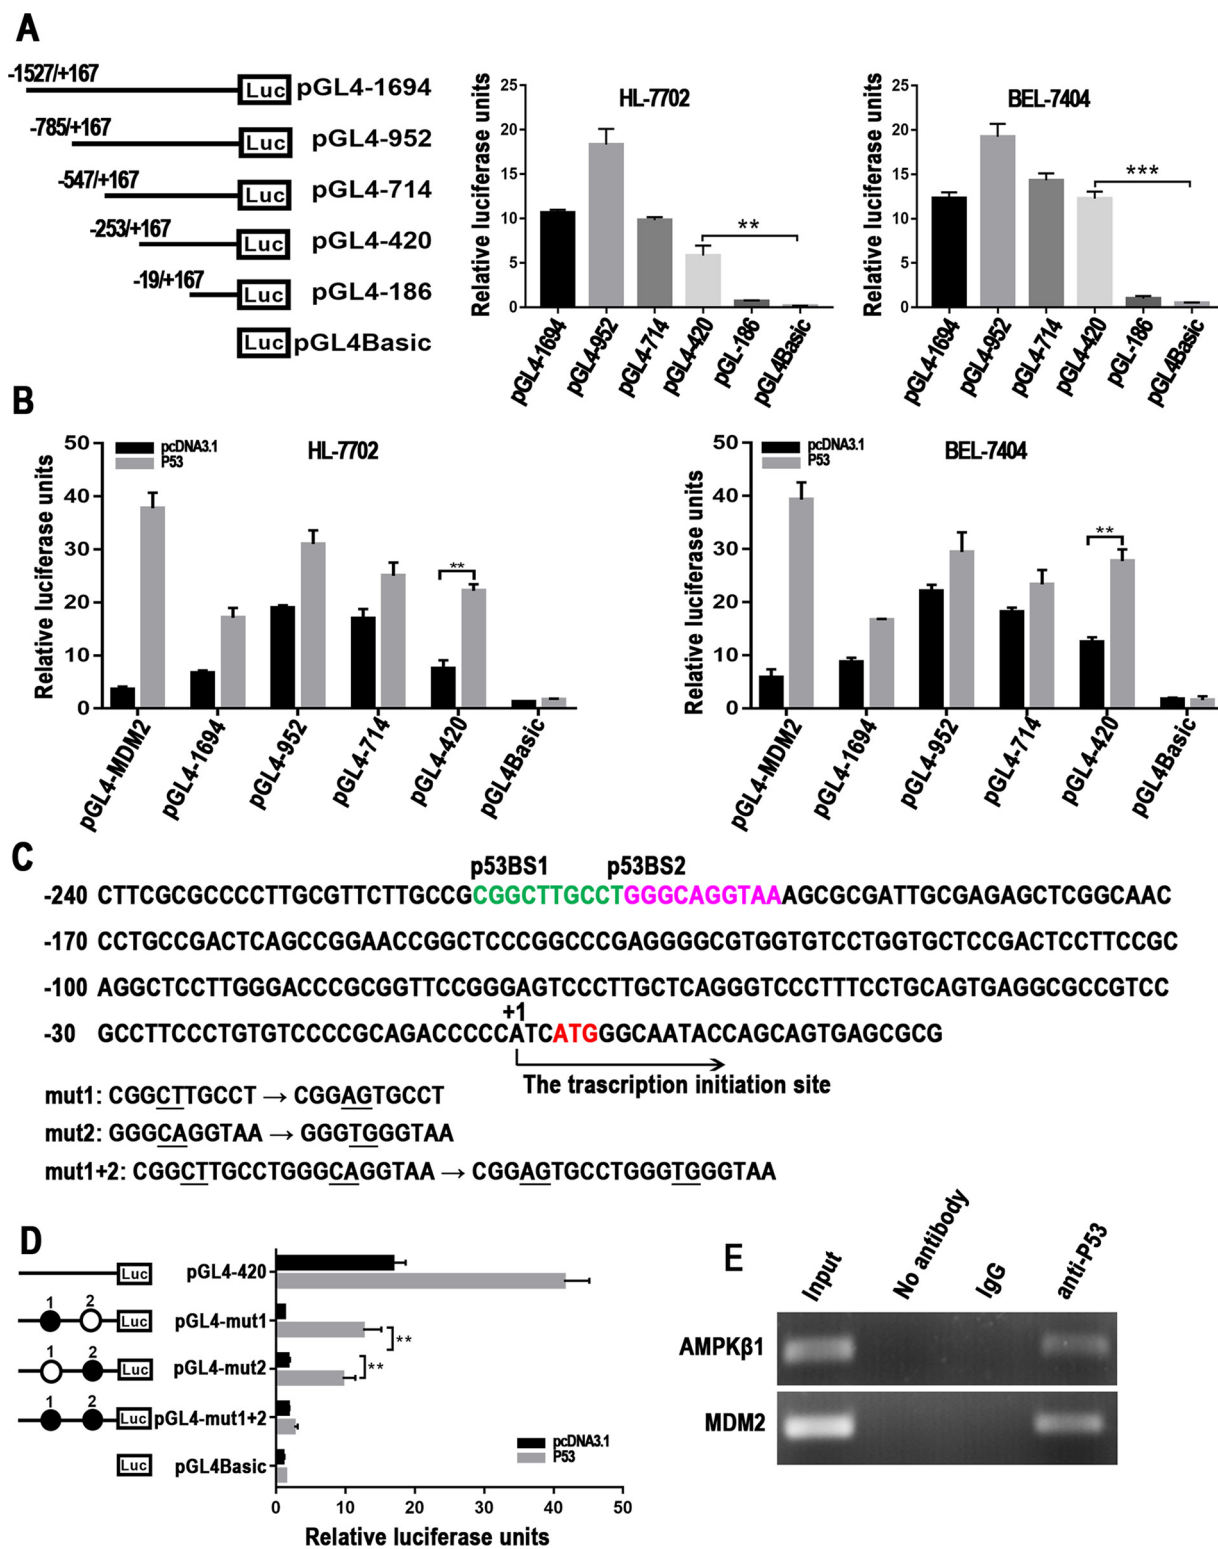 A
-1527/+167
Luc pGL4-1694
-785/+167
Luc pGL4-952
-547/+167
Luc pGL4-714
-253/+167
Luc pGL4-420
-19/+167
Luc pGL4-186
Luc pGL4Basic
HL-7702
Relative luciferase units
25
20
15
10
5
0
**
pGL4-1694
pGL4-952
pGL4-714
pGL4-420
pGL-186
pGL4Basic
BEL-7404
Relative luciferase units
25
20
15
10
5
0
***
pGL4-1694
pGL4-952
pGL4-714
pGL4-420
pGL-186
pGL4Basic
B
pcDNA3.1
P53
HL-7702
Relative luciferase units
50
40
30
20
10
0
**
pGL4-MDM2
pGL4-1694
pGL4-952
pGL4-714
pGL4-420
pGL4Basic
pcDNA3.1
P53
BEL-7404
Relative luciferase units
50
40
30
20
10
0
**
pGL4-MDM2
pGL4-1694
pGL4-952
pGL4-714
pGL4-420
pGL4Basic
C
p53BS1 p53BS2
-240 CTTCGCGCCCCTTGCGTTCTTGCCGCGGCTTGCCTGGGCAGGTAAAGCGCGATTGCGAGAGCTCGGCAAC
-170 CCTGCCGACTCAGCCGGAACCGGCTCCCGGCCCGAGGGGCGTGGTGTCCTGGTGCTCCGACTCCTTCCGC
-100 AGGCTCCTTGGGACCCGCGGTTCCGGGAGTCCCTTGCTCAGGGTCCCTTTCCTGCAGTGAGGCGCCGTCC
+1
-30 GCCTTCCCTGTGTCCCCGCAGACCCCCATCATGGGCAATACCAGCAGTGAGCGCG
The trascription initiation site
mut1: CGGCTTGCCT → CGGAGTGCCT
mut2: GGGCAGGTAA → GGGTGGGTAA
mut1+2: CGGCTTGCCTGGGCAGGTAA → CGGAGTGCCTGGGTGGGTAA
D
Luc pGL4-420
1 2
Luc pGL4-mut1
**
1 2
Luc pGL4-mut2
**
1 2
Luc pGL4-mut1+2
Luc pGL4Basic
pcDNA3.1
P53
0 10 20 30 40 50
Relative luciferase units
E
Input No antibody IgG anti-P53
AMPKβ1
MDM2